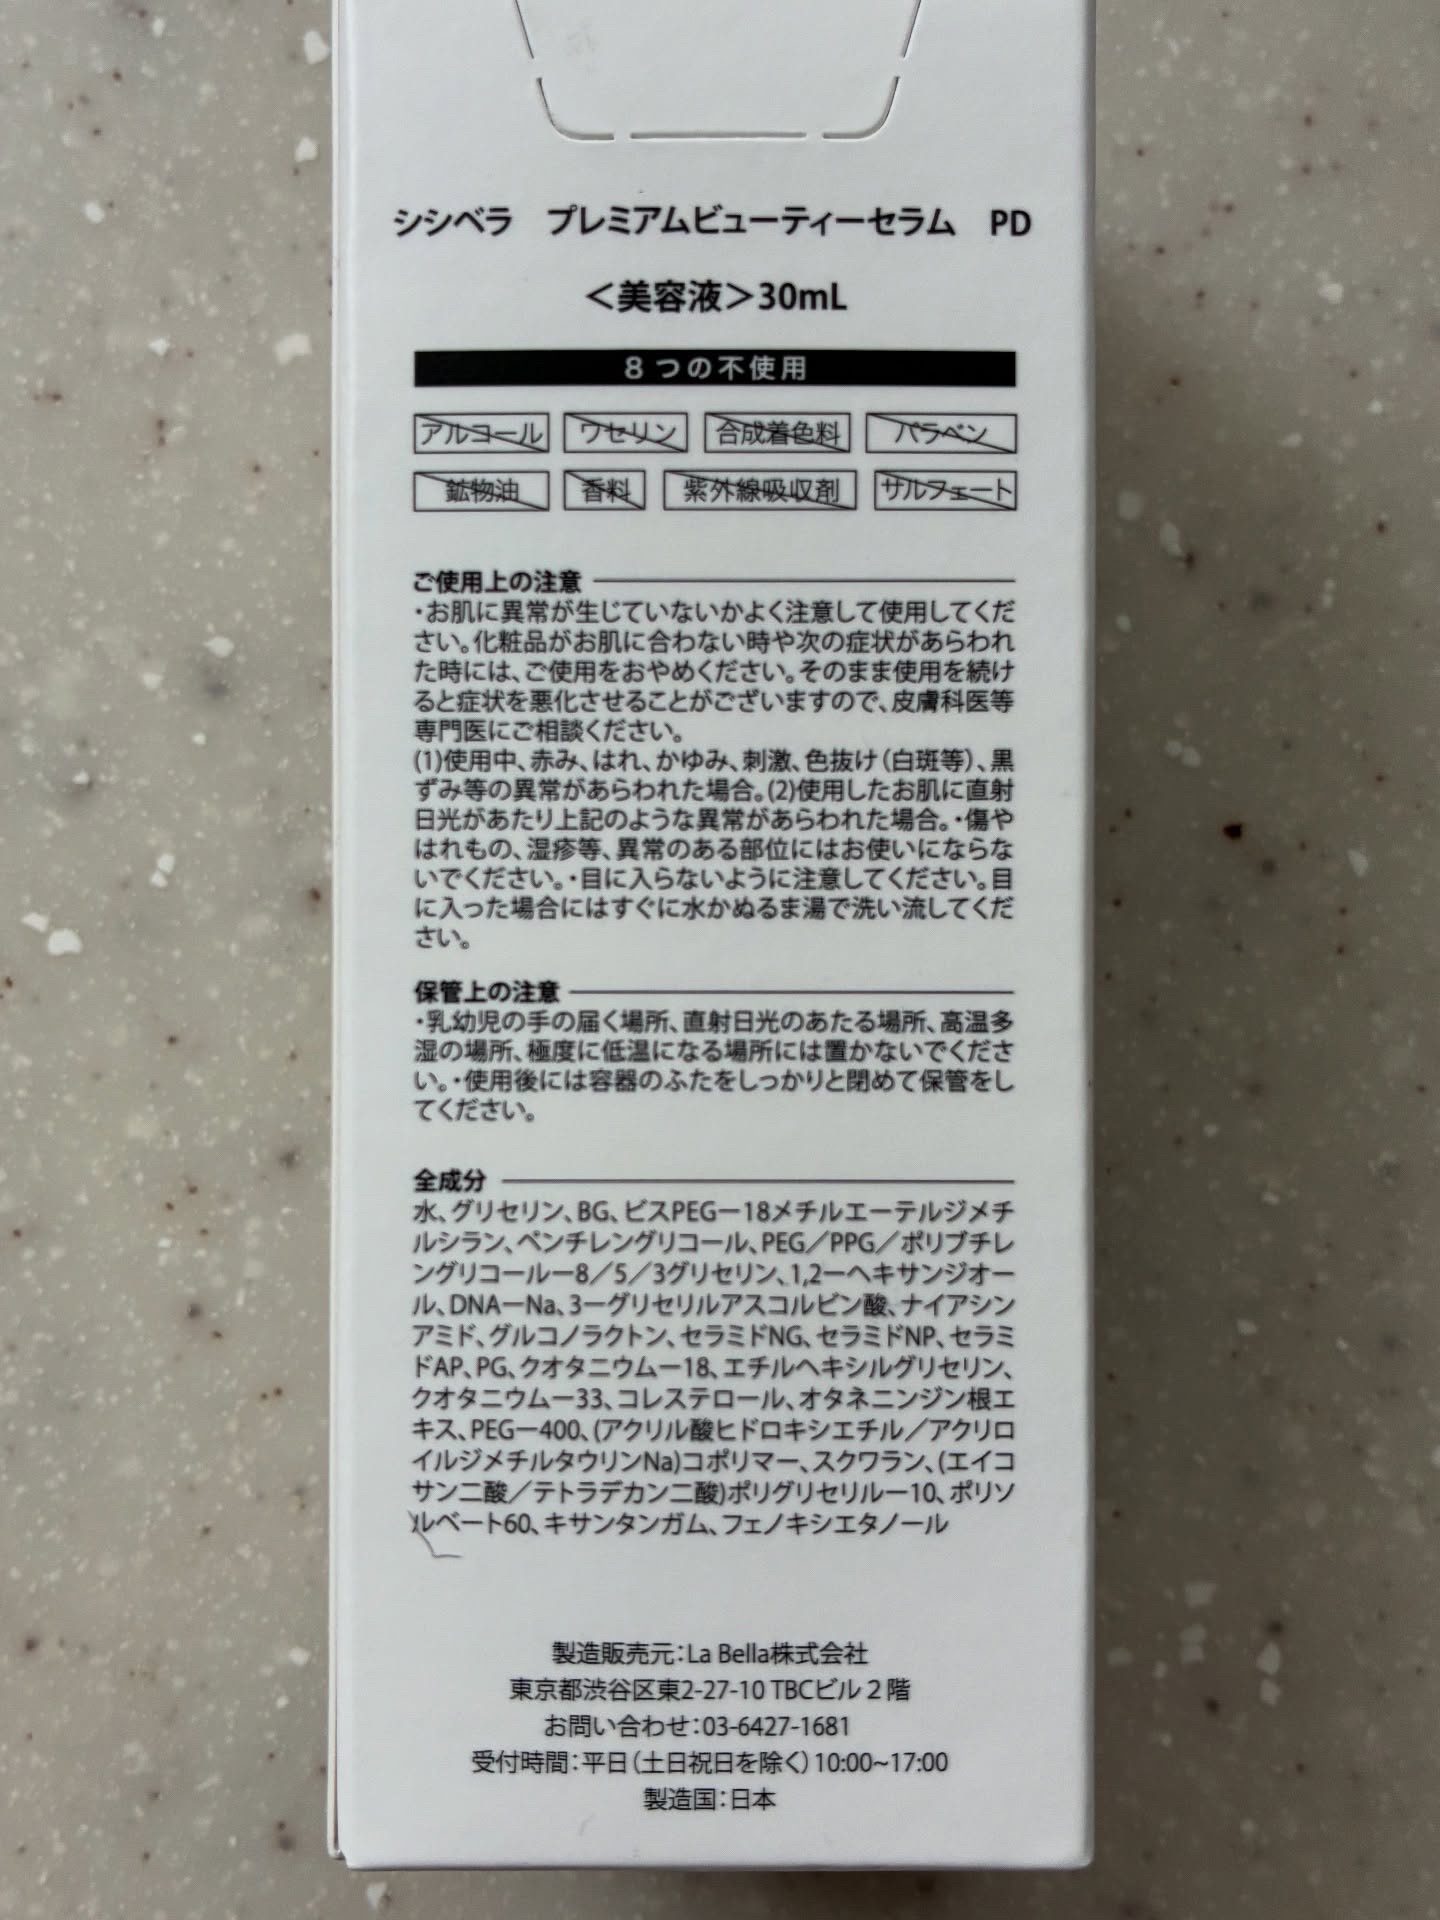 シシベラ　プレミアムビューティーセラム　PD
＜美容液＞30mL
8つの不使用
アルコール ワセリン 合成着色料 パラベン
鉱物油 香料 紫外線吸収剤 サルフェート
ご使用上の注意
・お肌に異常が生じていないかよく注意して使用してくだ
さい。化粧品がお肌に合わない時や次の症状があらわれ
た時には、ご使用をおやめください。そのまま使用を続け
ると症状を悪化させることがございますので、皮膚科医等
専門医にご相談ください。
(1)使用中、赤み、はれ、かゆみ、刺激、色抜け（白斑等）、黒
ずみ等の異常があらわれた場合。(2)使用したお肌に直射
日光があたり上記のような異常があらわれた場合。・傷や
はれもの、湿疹等、異常のある部位にはお使いにならな
いでください。・目に入らないように注意してください。目
に入った場合にはすぐに水かぬるま湯で洗い流してくだ
さい。
保管上の注意
・乳幼児の手の届く場所、直射日光のあたる場所、高温多
湿の場所、極度に低温になる場所には置かないでくださ
い。・使用後には容器のふたをしっかりと閉めて保管をし
てください。
全成分
水、グリセリン、BG、ビスPEGー18メチルエーテルジメチ
ルシラン、ペンチレングリコール、PEG／PPG／ポリブチレ
ングリコールー8／5／3グリセリン、1,2ーヘキサンジオー
ル、DNAーNa、3ーグリセリルアスコルビン酸、ナイアシン
アミド、グルコノラクトン、セラミドNG、セラミドNP、セラミ
ドAP、PG、クオタニウムー18、エチルヘキシルグリセリン、
クオタニウムー33、コレステロール、オタネニンジン根エ
キス、PEGー400、(アクリル酸ヒドロキシエチル／アクリロ
イルジメチルタウリンNa)コポリマー、スクワラン、(エイコ
サン二酸／テトラデカン二酸)ポリグリセリルー10、ポリソ
ルベート60、キサンタンガム、フェノキシエタノール
製造販売元：La Bella株式会社
東京都渋谷区東2-27-10 TBCビル２階
お問い合わせ：03-6427-1681
受付時間：平日（土日祝日を除く）10:00~17:00
製造国：日本